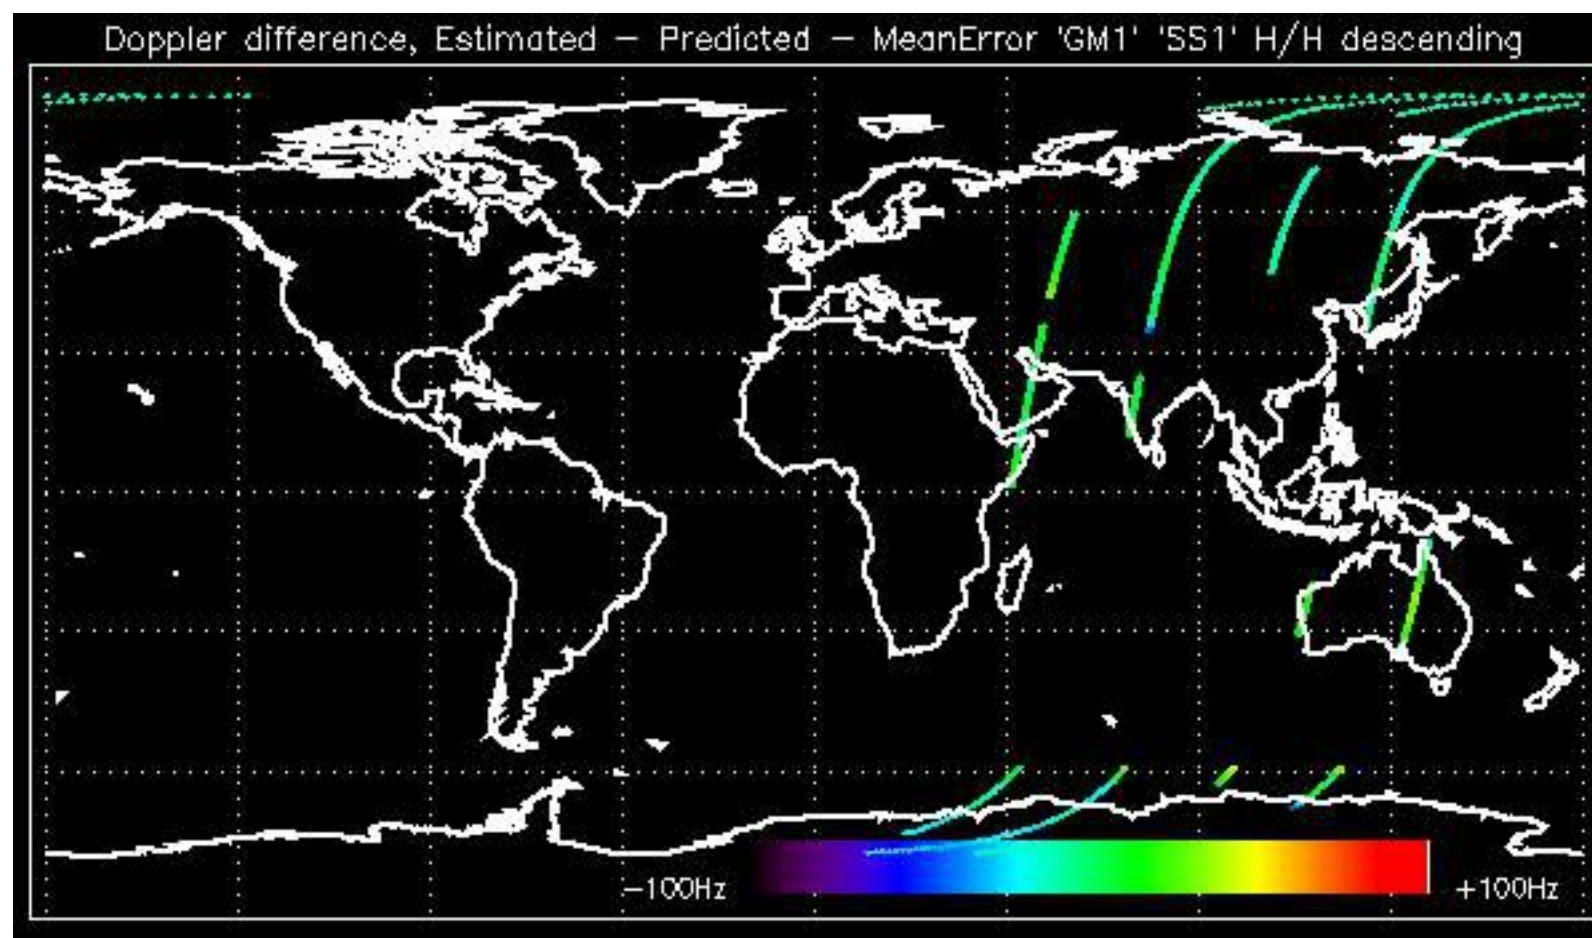 Doppler difference, Estimated – Predicted – MeanError 'GM1' 'SS1' H/H descending
–100Hz
+100Hz